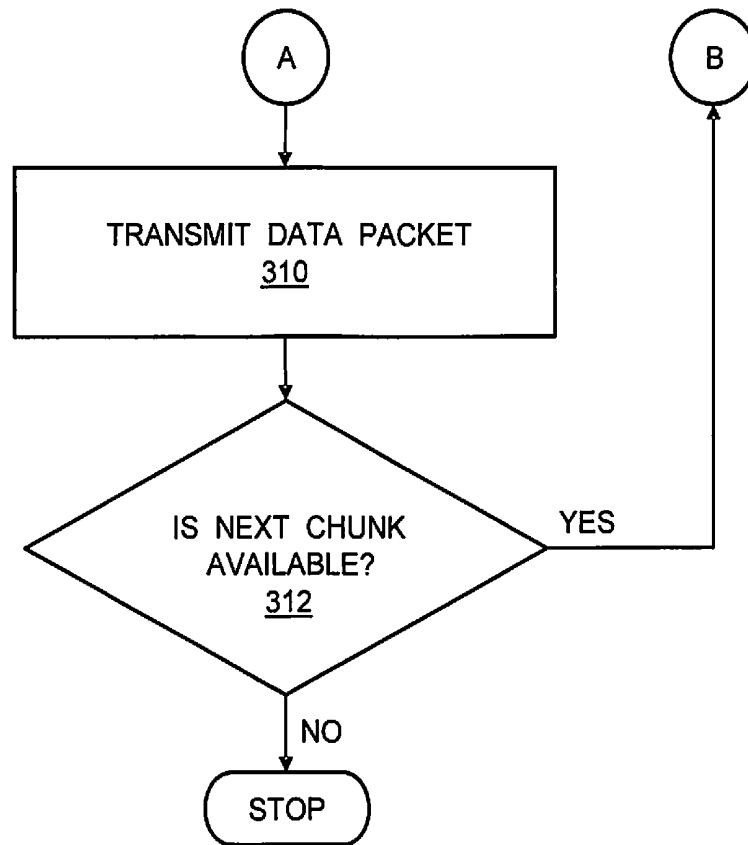 A
B
TRANSMIT DATA PACKET
310
IS NEXT CHUNK
AVAILABLE?
312
YES
NO
STOP